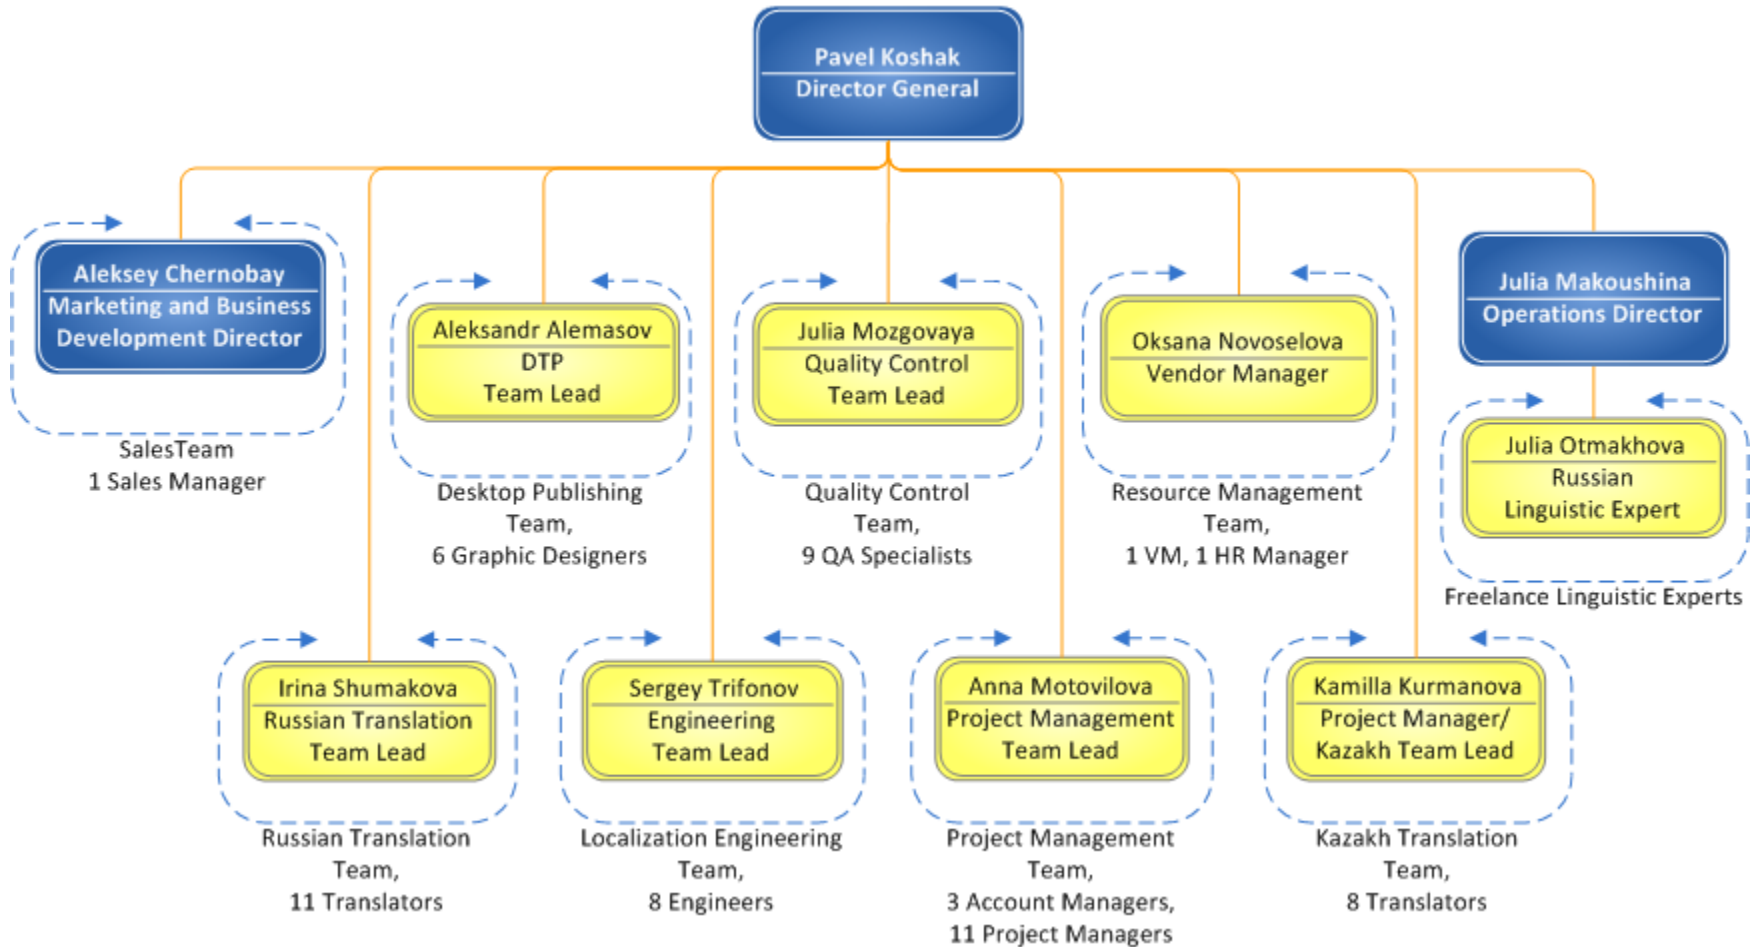 Pavel Koshak
Director General
Aleksey Chernobay
Marketing and Business
Development Director
SalesTeam
1 Sales Manager
Aleksandr Alemasov
DTP
Team Lead
Desktop Publishing
Team,
6 Graphic Designers
Julia Mozgovaya
Quality Control
Team Lead
Quality Control
Team,
9 QA Specialists
Oksana Novoselova
Vendor Manager
Resource Management
Team,
1 VM, 1 HR Manager
Julia Makoushina
Operations Director
Julia Otmakhova
Russian
Linguistic Expert
Freelance Linguistic Experts
Irina Shumakova
Russian Translation
Team Lead
Russian Translation
Team,
11 Translators
Sergey Trifonov
Engineering
Team Lead
Localization Engineering
Team,
8 Engineers
Anna Motovilova
Project Management
Team Lead
Project Management
Team,
3 Account Managers,
11 Project Managers
Kamilla Kurmanova
Project Manager/
Kazakh Team Lead
Kazakh Translation
Team,
8 Translators